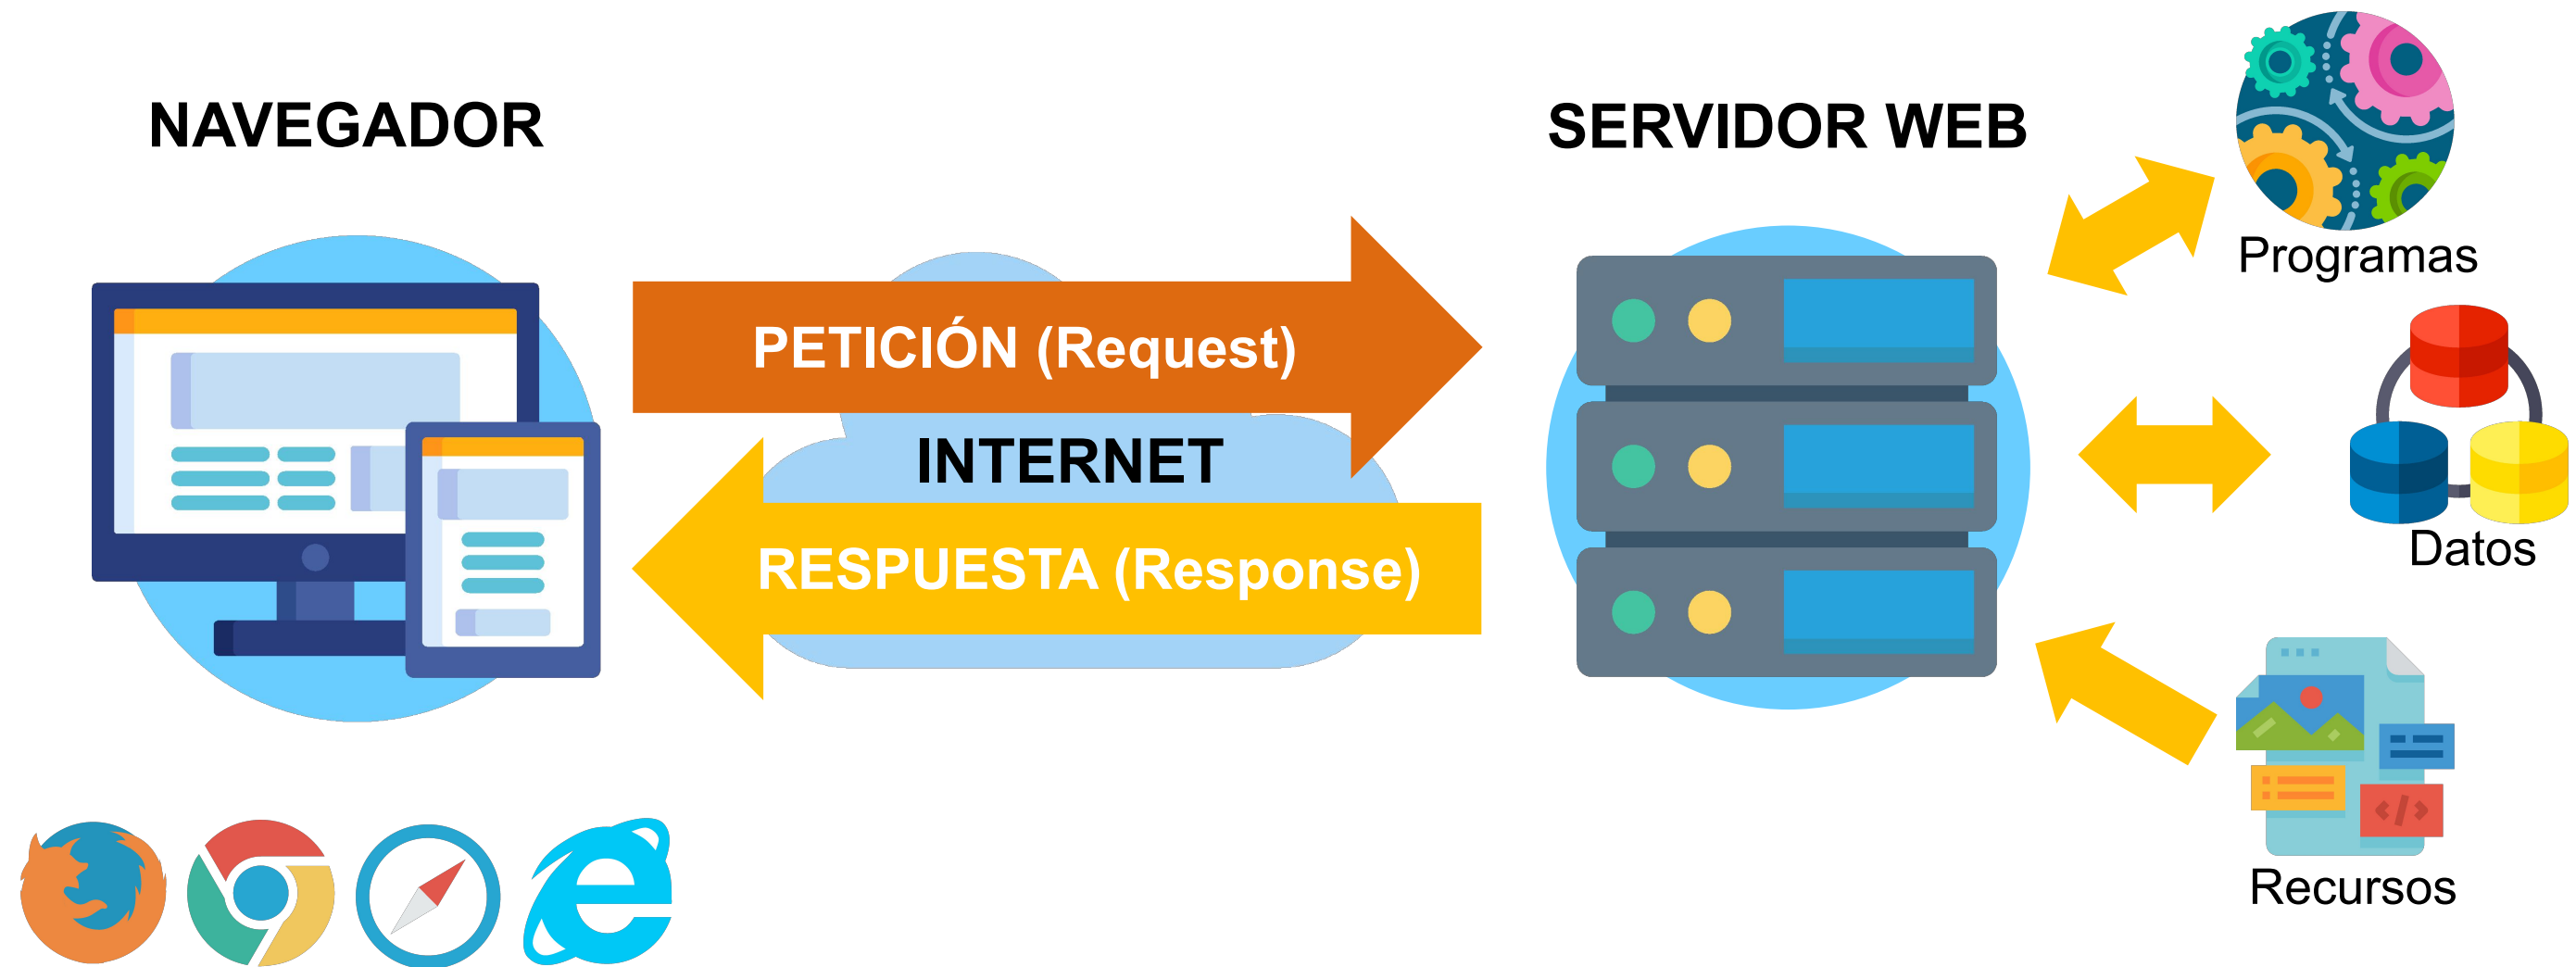 NAVEGADOR
SERVIDOR WEB
PETICIÓN (Request)
INTERNET
RESPUESTA (Response)
Programas
Datos
Recursos